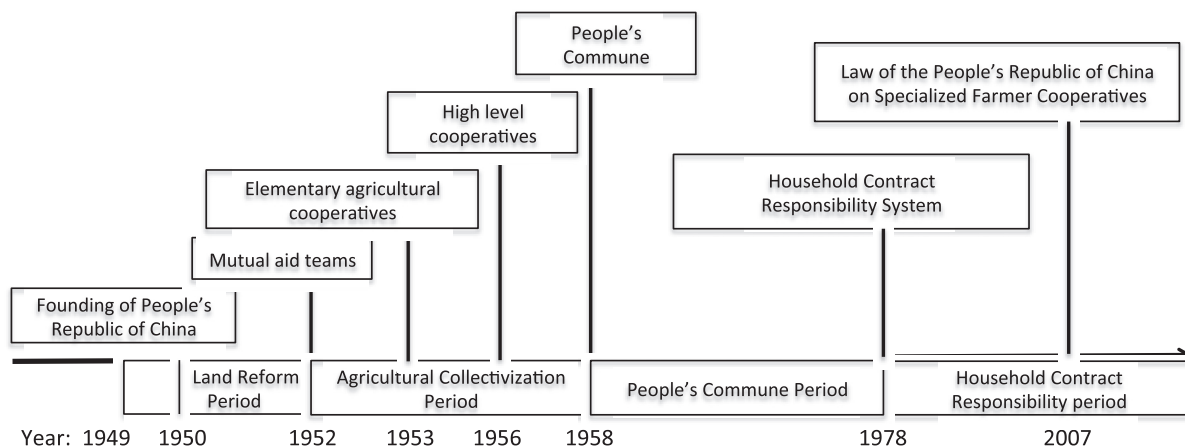 People's
Commune
Law of the People's Republic of China
on Specialized Farmer Cooperatives
High level
cooperatives
Household Contract
Responsibility System
Elementary agricultural
cooperatives
Mutual aid teams
Founding of People's
Republic of China
Land Reform
Period
Agricultural Collectivization
Period
People's Commune Period
Household Contract
Responsibility period
Year: 1949 1950 1952 1953 1956 1958 1978 2007